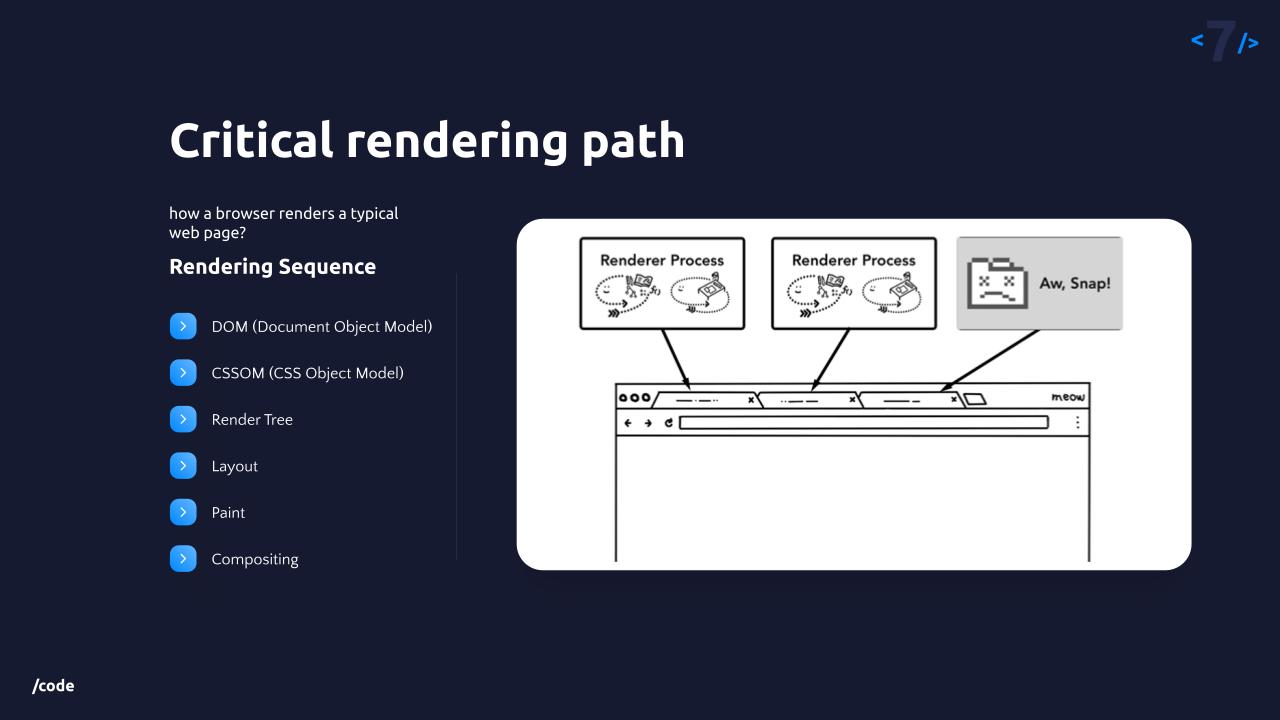 <7/>
Critical rendering path
how a browser renders a typical
web page?
Rendering Sequence
DOM (Document Object Model)
CSSOM (CSS Object Model)
Render Tree
Layout
Paint
Compositing
Renderer Process
Renderer Process
Aw, Snap!
meow
/code